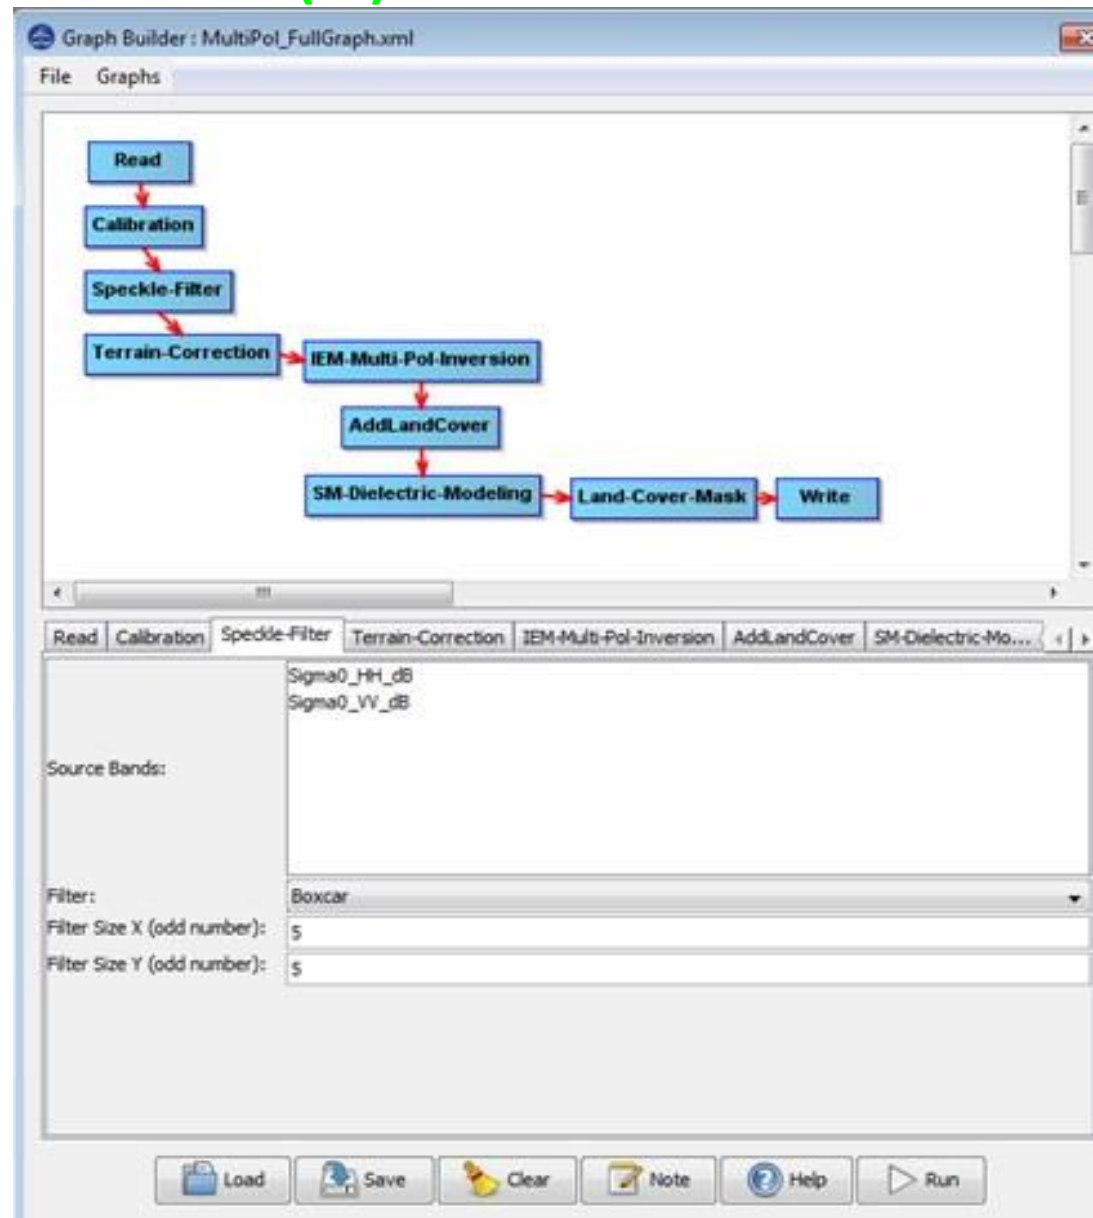 Graph Builder : MultiPol_FullGraph.xml
File Graphs
Read
Calibration
Speckle-Filter
Terrain-Correction
IEM-Multi-Pol-Inversion
AddLandCover
SM-Dielectric-Modeling
Land-Cover-Mask
Write
Read Calibration Speckle-Filter Terrain-Correction IEM-Multi-Pol-Inversion AddLandCover SM-Dielectric-Mo...
Sigma0_HH_dB
Sigma0_VV_dB
Source Bands:
Filter: Boxcar
Filter Size X (odd number): 5
Filter Size Y (odd number): 5
Load Save Clear Note Help Run